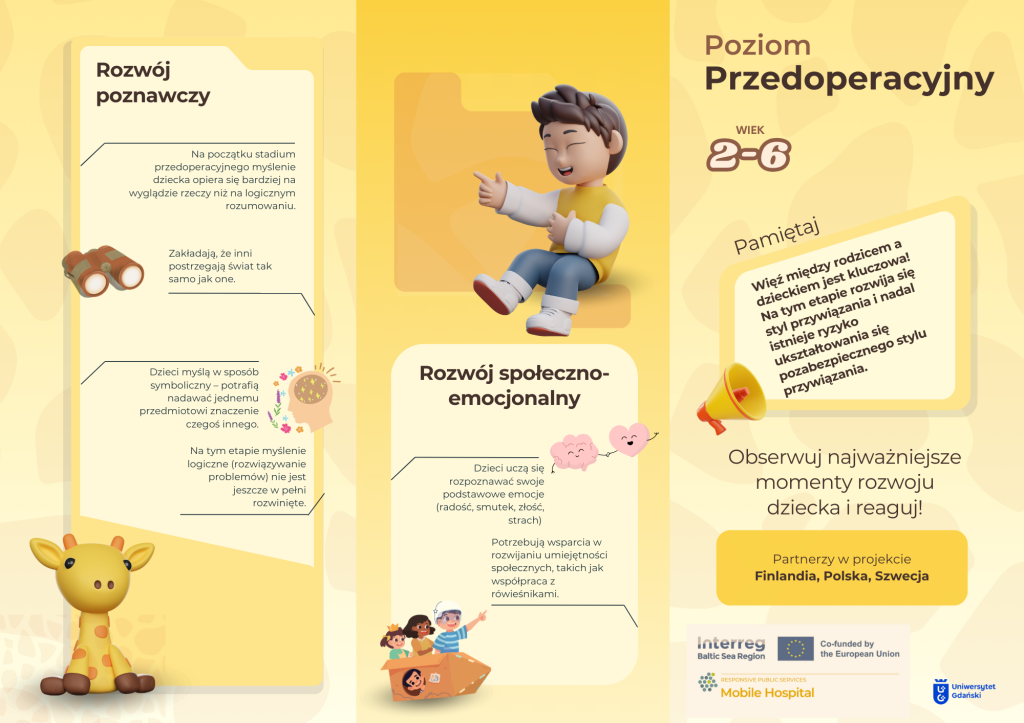 Rozwój
poznawczy
Na początku stadium
przedoperacyjnego myślenie
dziecka opiera się bardziej na
wyglądzie rzeczy niż na logicznym
rozumowaniu.
Zakładają, że inni
postrzegają świat tak
samo jak one.
Dzieci myślą w sposób
symboliczny – potrafią
nadawać jednemu
przedmiotowi znaczenie
czegoś innego.
Na tym etapie myślenie
logiczne (rozwiązywanie
problemów) nie jest
jeszcze w pełni
rozwinięte.
Rozwój społeczno-
emocjonalny
Dzieci uczą się
rozpoznawać swoje
podstawowe emocje
(radość, smutek, złość,
strach)
Potrzebują wsparcia w
rozwijaniu umiejętności
społecznych, takich jak
współpraca z
rówieśnikami.
Poziom
Przedoperacyjny
WIEK
2-6
Pamiętaj
Więź między rodzicem a
dzieckiem jest kluczowa!
Na tym etapie rozwija się
styl przywiązania i nadal
istnieje ryzyko
ukształtowania się
pozabezpiecznego stylu
przywiązania.
Obserwuj najważniejsze
momenty rozwoju
dziecka i reaguj!
Partnerzy w projekcie
Finlandia, Polska, Szwecja
Interreg
Baltic Sea Region
Co-funded by
the European Union
RESPONSIVE PUBLIC SERVICES
Mobile Hospital
Uniwersytet
Gdański